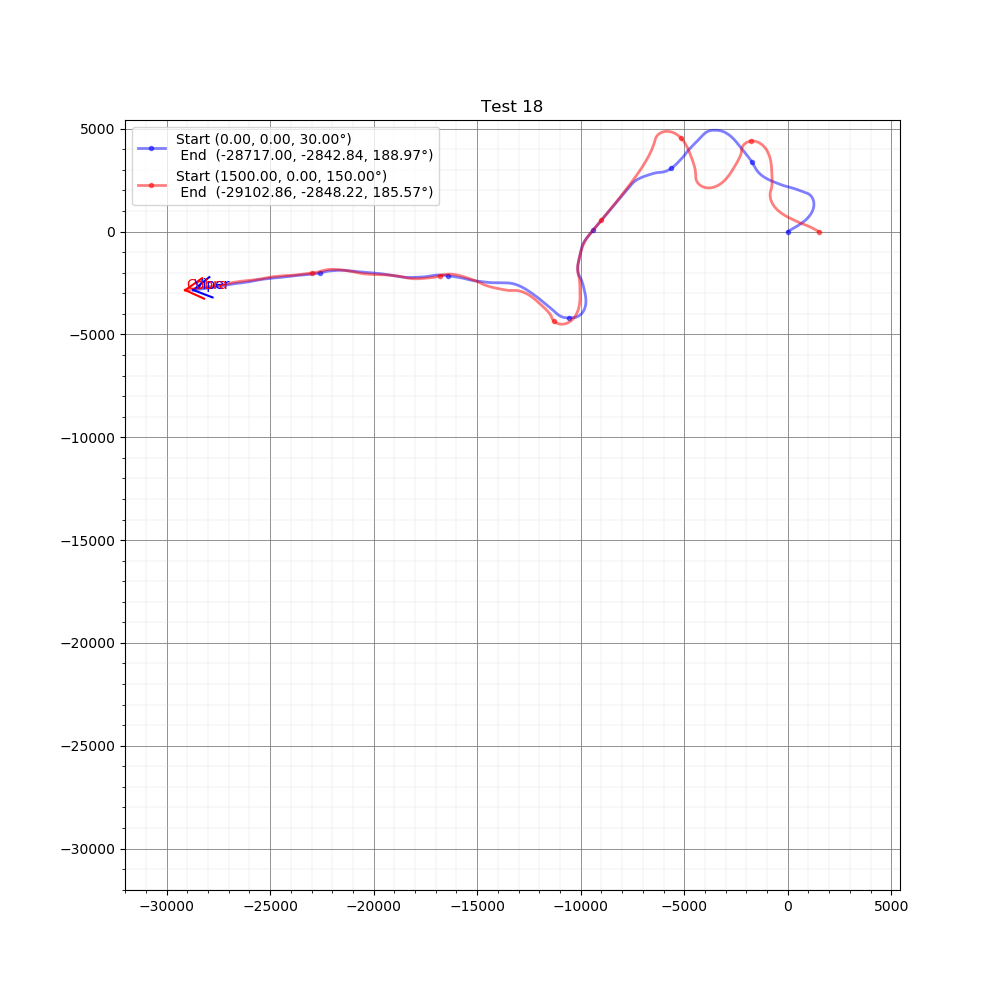 Test 18
Start (0.00, 0.00, 30.00°)
End  (-28717.00, -2842.84, 188.97°)
Start (1500.00, 0.00, 150.00°)
End  (-29102.86, -2848.22, 185.57°)
5000
0
−5000
−10000
−15000
−20000
−25000
−30000
−30000 −25000 −20000 −15000 −10000 −5000 0 5000